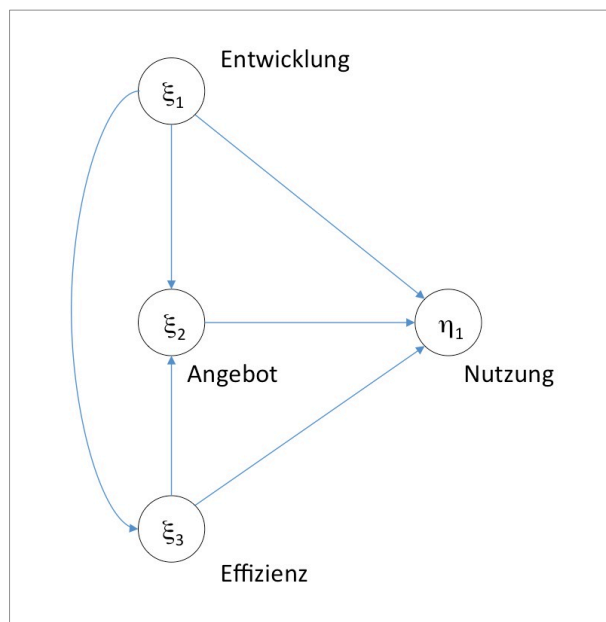 Entwicklung
ξ1
ξ2
η1
Angebot
Nutzung
ξ3
Effizienz